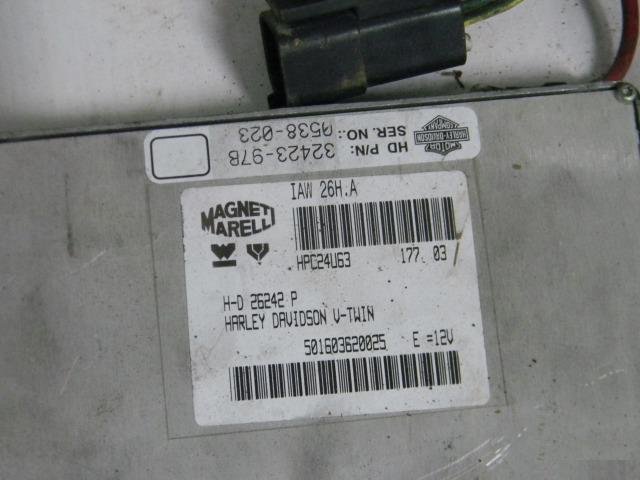 HD P/N: 32423-97B
SER. NO.: 0538-023
MOTOR
HARLEY-DAVIDSON
COMPANY
IAW 26H.A
MAGNETI
MARELLI
HPC24U63 177 03
H-D 26242 P
HARLEY DAVIDSON V-TWIN
501603620025 E =12V